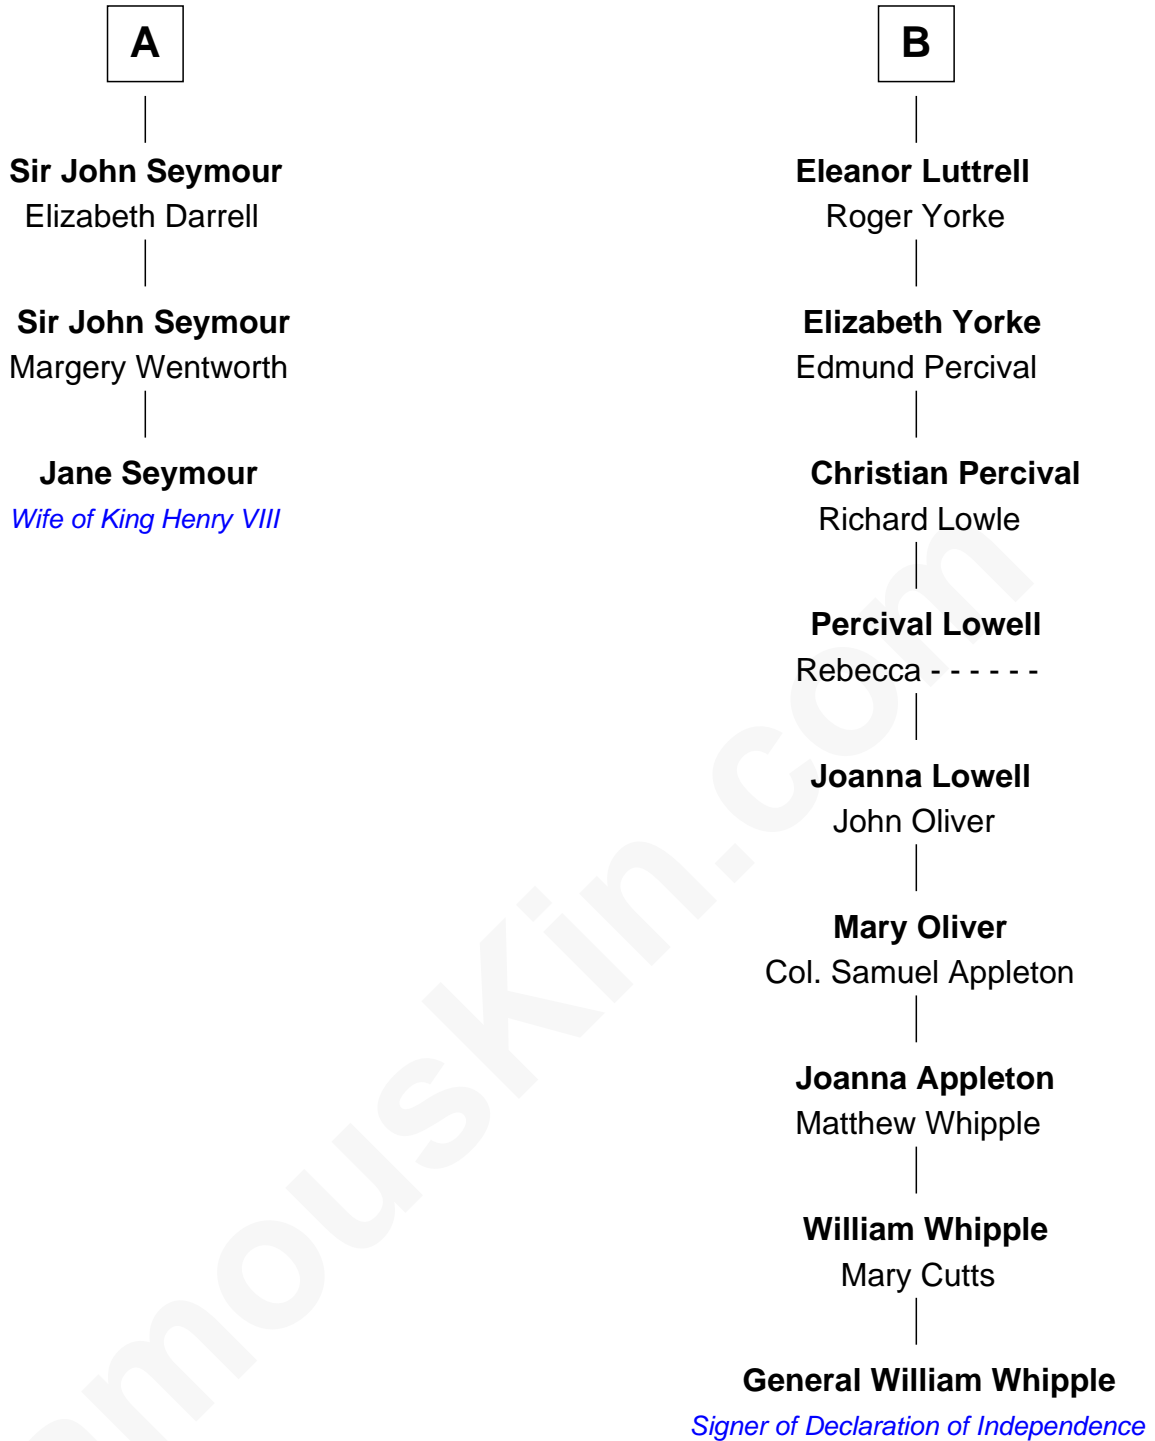 A
Sir John Seymour
Elizabeth Darrell
Sir John Seymour
Margery Wentworth
Jane Seymour
Wife of King Henry VIII
B
Eleanor Luttrell
Roger Yorke
Elizabeth Yorke
Edmund Percival
Christian Percival
Richard Lowle
Percival Lowell
Rebecca - - - - - -
Joanna Lowell
John Oliver
Mary Oliver
Col. Samuel Appleton
Joanna Appleton
Matthew Whipple
William Whipple
Mary Cutts
General William Whipple
Signer of Declaration of Independence
amouskin.com